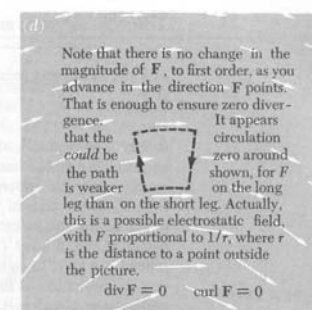 (d)
Note that there is no change in the
magnitude of F, to first order, as you
advance in the direction F points.
That is enough to ensure zero diver-
gence. It appears
that the circulation
could be zero around
the path shown, for F
is weaker on the long
leg than on the short leg. Actually,
this is a possible electrostatic field,
with F proportional to 1/r, where r
is the distance to a point outside
the picture.
div F = 0 curl F = 0